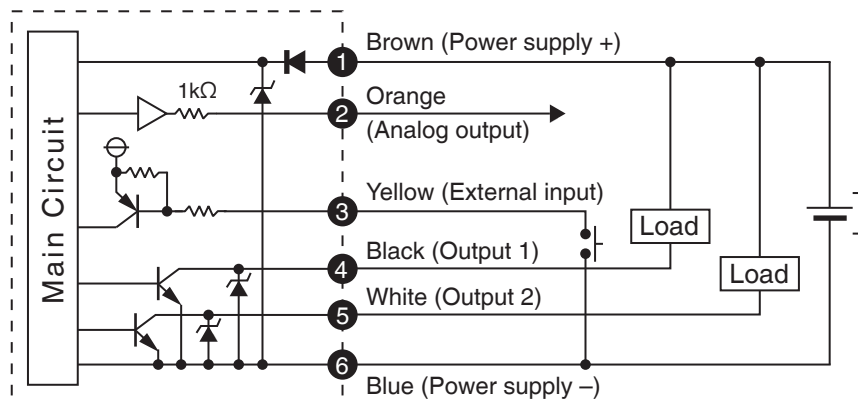 Main Circuit
1kΩ
1
Brown (Power supply +)
2
Orange
(Analog output)
3
Yellow (External input)
Load
4
Black (Output 1)
Load
5
White (Output 2)
6
Blue (Power supply –)